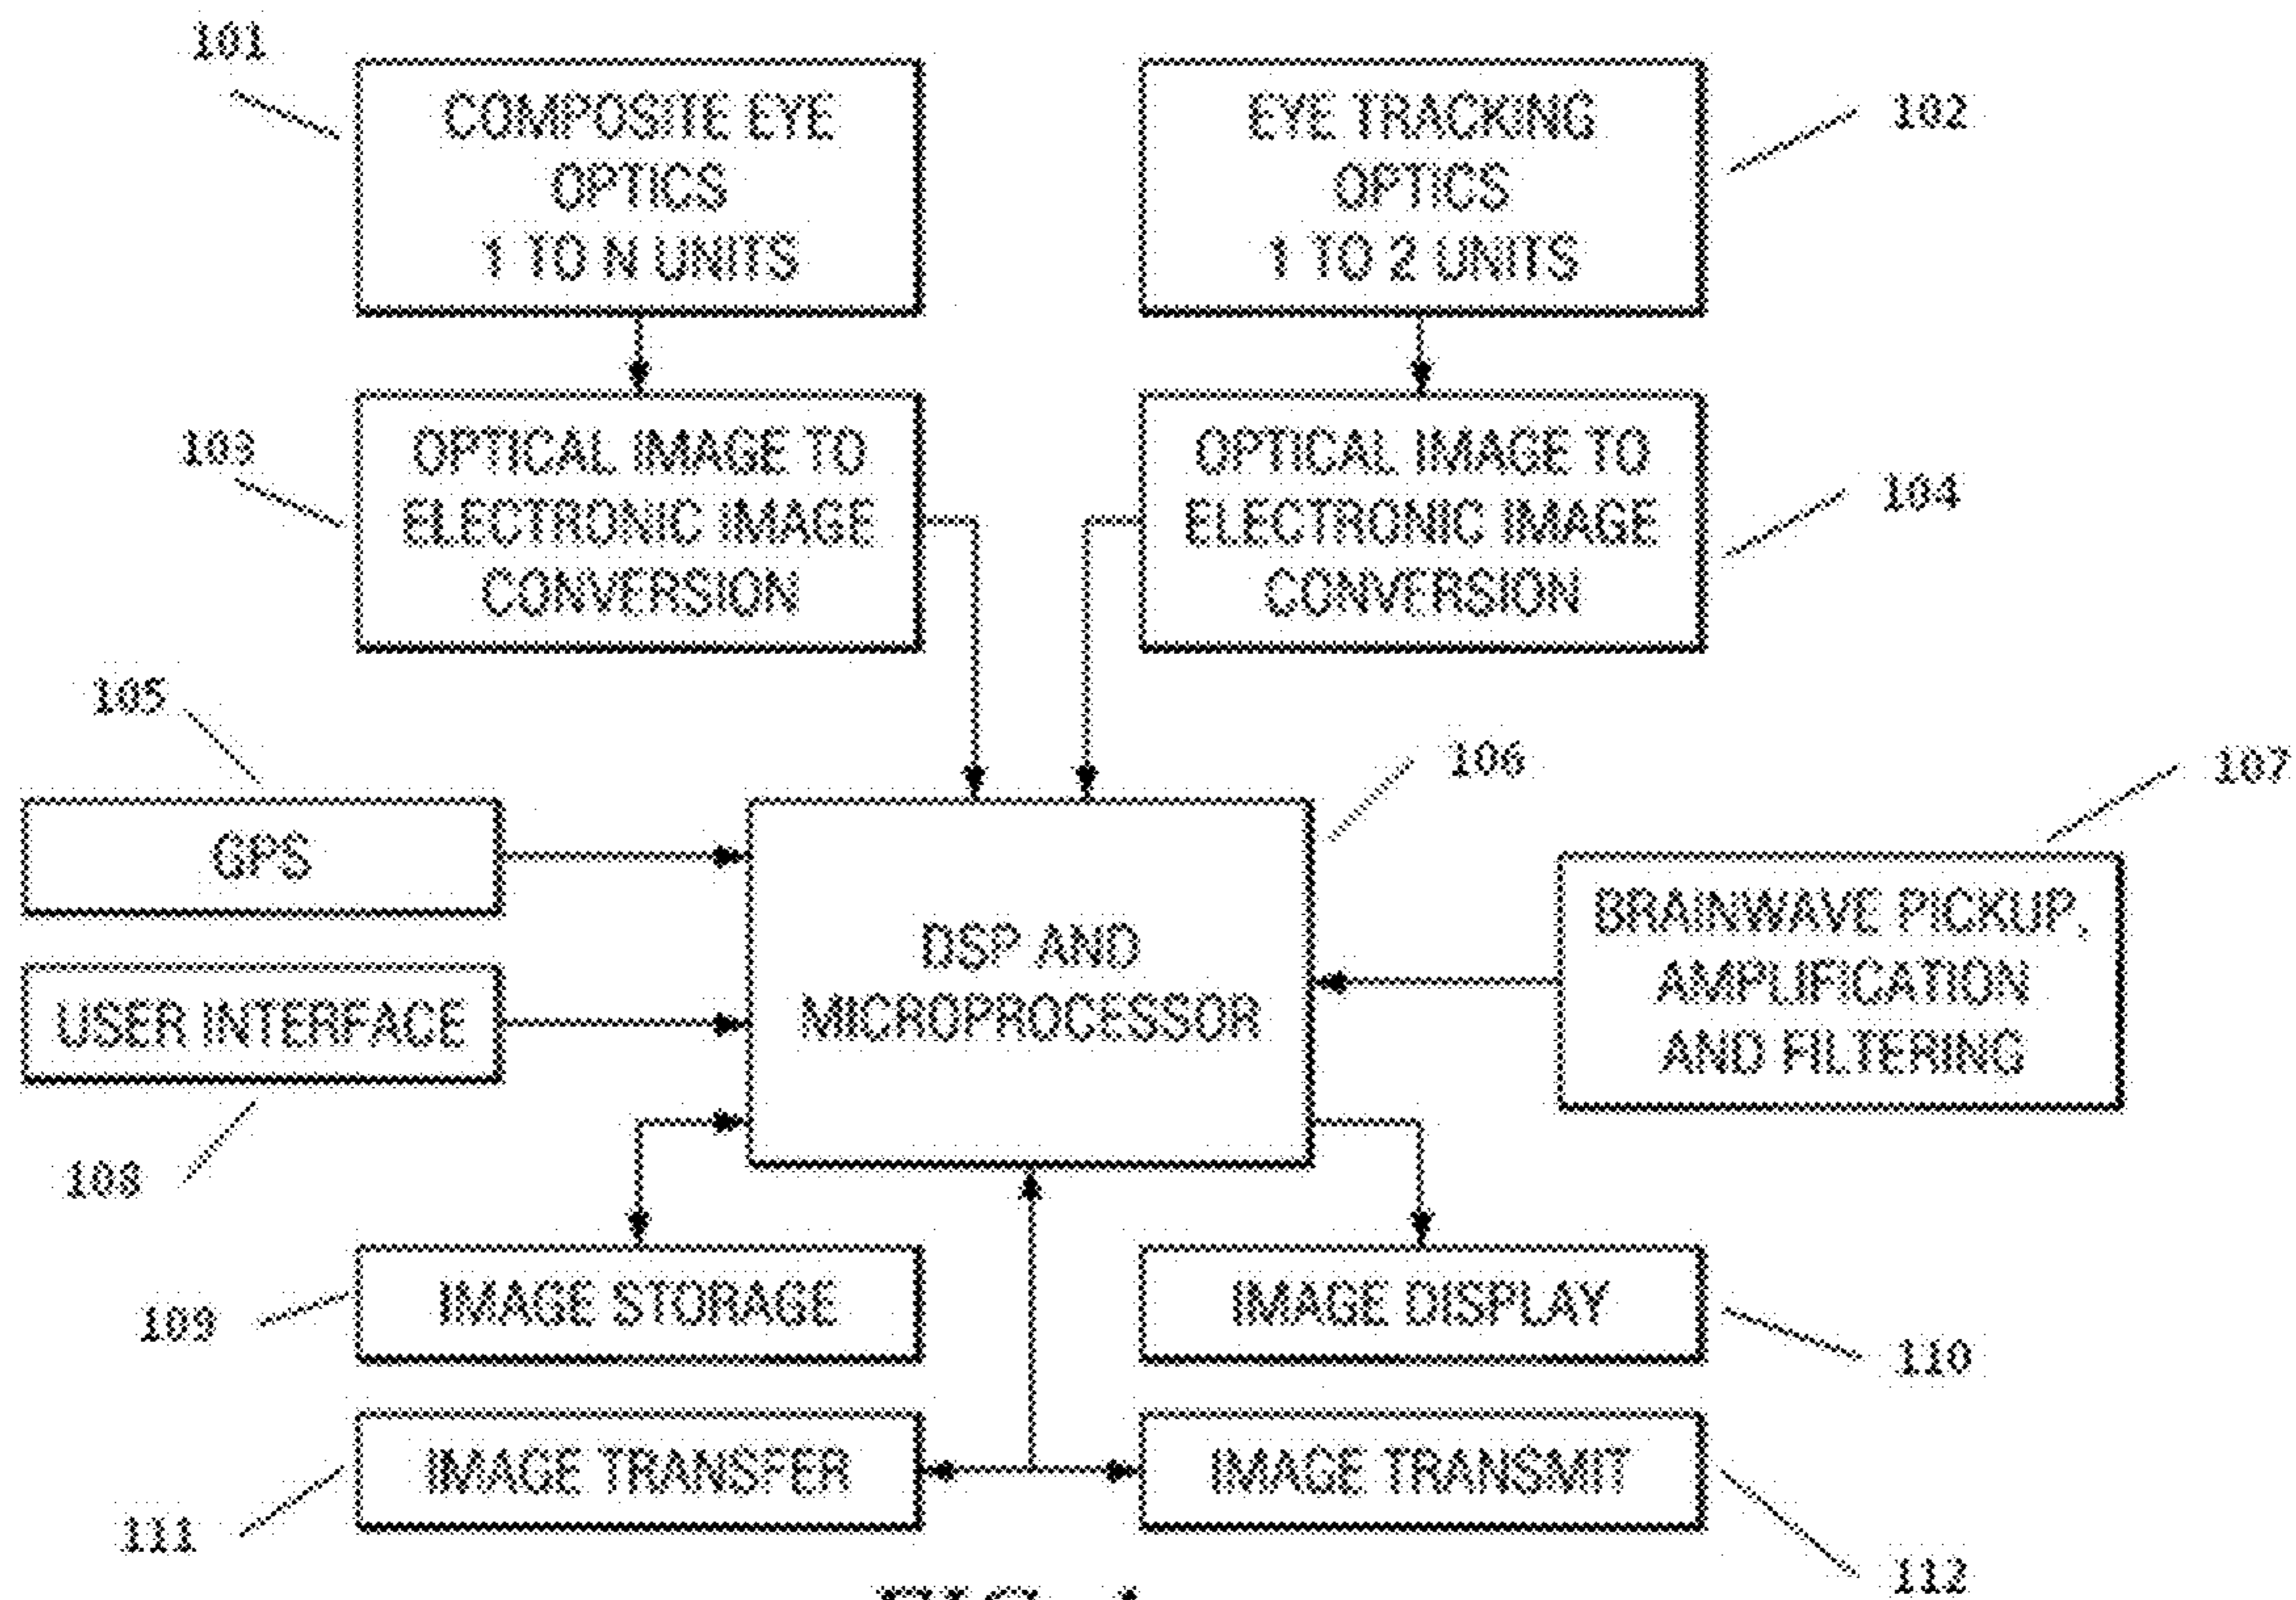 101
COMPOSITE EYE
OPTICS
1 TO N UNITS
EYE TRACKING
OPTICS
1 TO 2 UNITS
102
103
OPTICAL IMAGE TO
ELECTRONIC IMAGE
CONVERSION
OPTICAL IMAGE TO
ELECTRONIC IMAGE
CONVERSION
104
105
GPS
106
107
DSP AND
MICROPROCESSOR
BRAINWAVE PICKUP,
AMPLIFICATION
AND FILTERING
USER INTERFACE
108
109
IMAGE STORAGE
IMAGE DISPLAY
110
IMAGE TRANSFER
IMAGE TRANSMIT
111
112